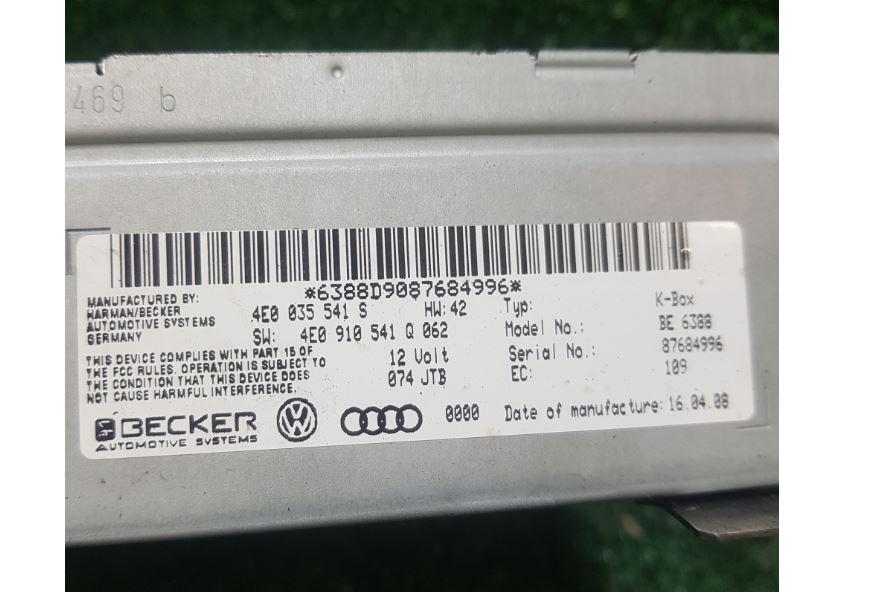 469 b
*6388D9087684996*
MANUFACTURED BY:
HARMAN/BECKER
AUTOMOTIVE SYSTEMS
GERMANY
4E0 035 541 S HW: 42
SW: 4E0 910 541 Q 062
THIS DEVICE COMPLIES WITH PART 15 OF
THE FCC RULES. OPERATION IS SUBJECT TO
THE CONDITION THAT THIS DEVICE DOES
NOT CAUSE HARMFUL INTERFERENCE.
12 Volt
074 JTB
Typ: K-Box
Model No.: BE 6388
Serial No.: 87684996
EC: 109
BECKER
AUTOMOTIVE SYSTEMS
0000 Date of manufacture: 16.04.08